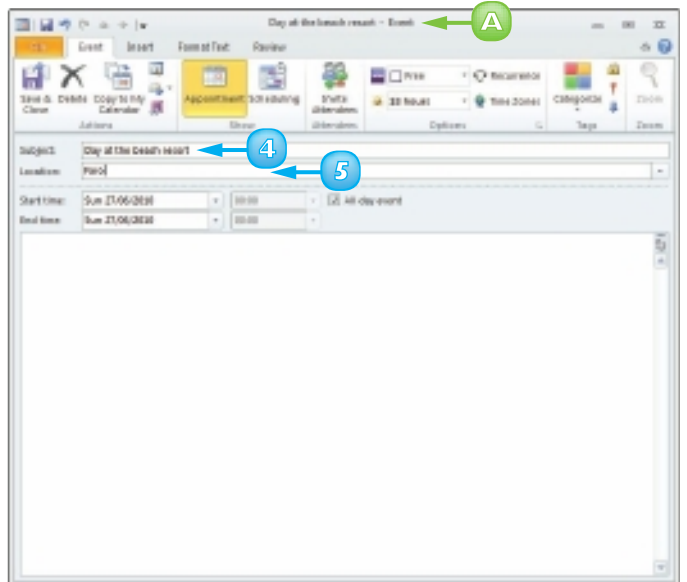 Day at the beach resort - Event
A
File Event Insert Format Text Review
Save & Close Delete Copy to My Calendar Appointment Scheduling Invite Attendees Free 18 hours Recurrence Time Zones Categorize Zoom
Actions Show Attendees Options Tags Zoom
Subject: Day at the beach resort 4
Location: 5
Start time: Sun 27/06/2010 00:00 All day event
End time: Sun 27/06/2010 00:00